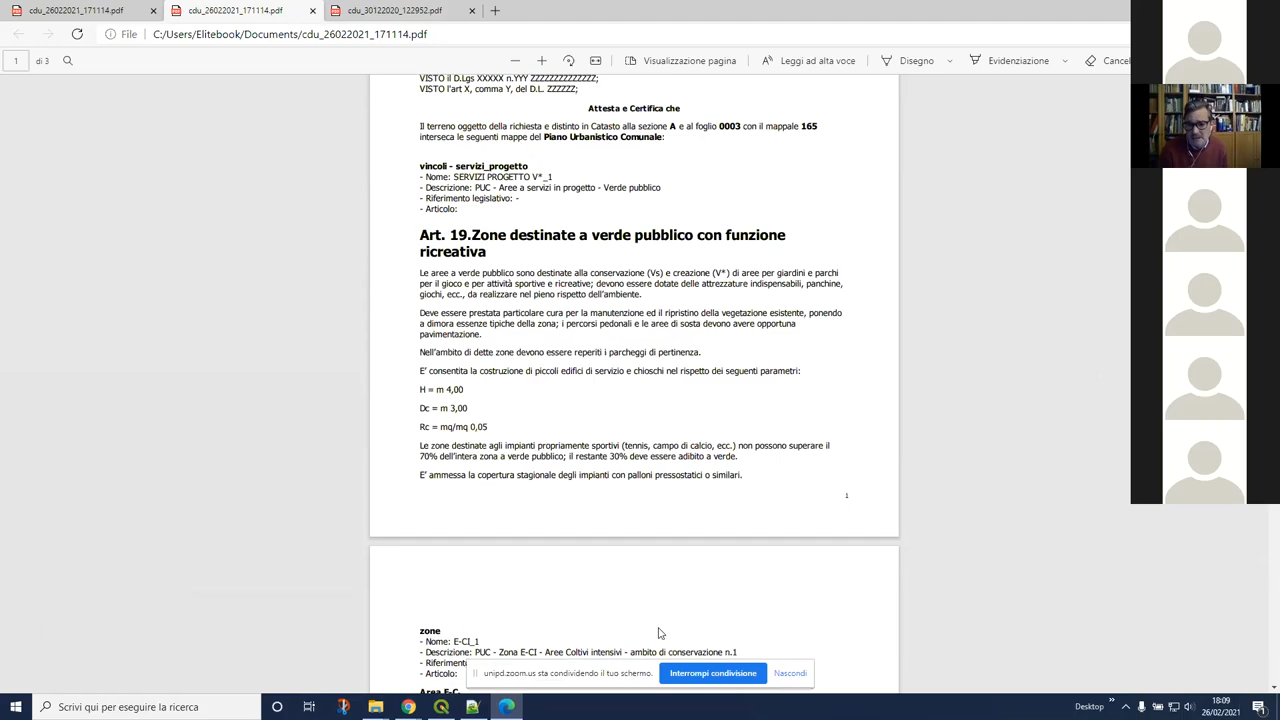 cdu_26022021_171114.pdf
cdu_26022021_171114.pdf
cdu_30122020_122952.pdf
File
C:/Users/Elitebook/Documents/cdu_26022021_171114.pdf
1 di 3
Visualizzazione pagina
Leggi ad alta voce
Disegno
Evidenziazione
Cancel
VISTO il D.Lgs XXXXX n.YYY ZZZZZZZZZZZZZZ;
VISTO l'art X, comma Y, del D.L. ZZZZZZ;
Attesta e Certifica che
Il terreno oggetto della richiesta e distinto in Catasto alla sezione A e al foglio 0003 con il mappale 165
interseca le seguenti mappe del Piano Urbanistico Comunale:
vincoli - servizi_progetto
- Nome: SERVIZI PROGETTO V*_1
- Descrizione: PUC - Aree a servizi in progetto - Verde pubblico
- Riferimento legislativo: -
- Articolo:
Art. 19.Zone destinate a verde pubblico con funzione
ricreativa
Le aree a verde pubblico sono destinate alla conservazione (Vs) e creazione (V*) di aree per giardini e parchi
per il gioco e per attività sportive e ricreative; devono essere dotate delle attrezzature indispensabili, panchine,
giochi, ecc., da realizzare nel pieno rispetto dell'ambiente.
Deve essere prestata particolare cura per la manutenzione ed il ripristino della vegetazione esistente, ponendo
a dimora essenze tipiche della zona; i percorsi pedonali e le aree di sosta devono avere opportuna
pavimentazione.
Nell'ambito di dette zone devono essere reperiti i parcheggi di pertinenza.
E' consentita la costruzione di piccoli edifici di servizio e chioschi nel rispetto dei seguenti parametri:
H = m 4,00
Dc = m 3,00
Rc = mq/mq 0,05
Le zone destinate agli impianti propriamente sportivi (tennis, campo di calcio, ecc.) non possono superare il
70% dell'intera zona a verde pubblico; il restante 30% deve essere adibito a verde.
E' ammessa la copertura stagionale degli impianti con palloni pressostatici o similari.
1
zone
- Nome: E-CI_1
- Descrizione: PUC - Zona E-CI - Aree Coltivi intensivi - ambito di conservazione n.1
- Riferiment
- Articolo:
Area E-C
unipd.zoom.us sta condividendo il tuo schermo.
Interrompi condivisione
Nascondi
Scrivi qui per eseguire la ricerca
Desktop
18:09
26/02/2021
1